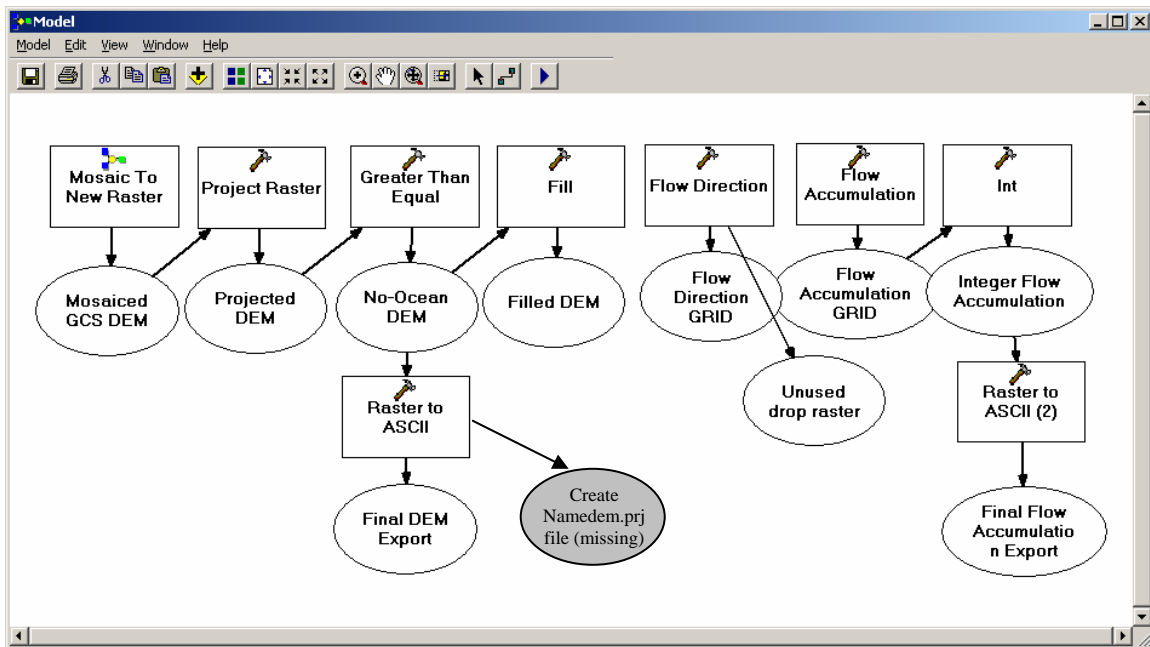 Model
Model Edit View Window Help
Mosaic To
New Raster
Project Raster
Greater Than
Equal
Fill
Flow Direction
Flow
Accumulation
Int
Mosaiced
GCS DEM
Projected
DEM
No-Ocean
DEM
Filled DEM
Flow
Direction
GRID
Flow
Accumulation
GRID
Integer Flow
Accumulation
Raster to
ASCII
Unused
drop raster
Raster to
ASCII (2)
Final DEM
Export
Create
Namedem.prj
file (missing)
Final Flow
Accumulatio
n Export